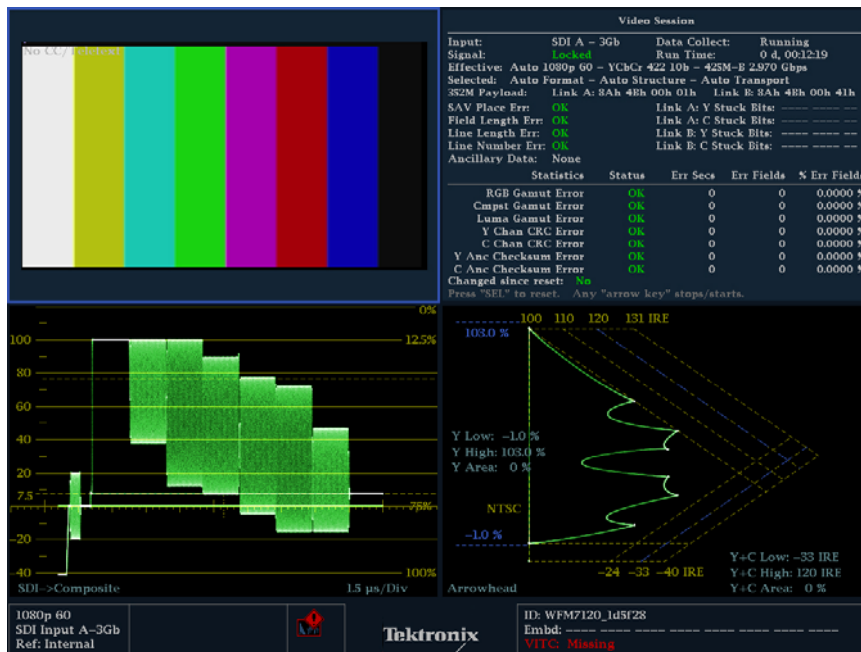 No CC/Teletext
Video Session
Input: SDI A - 3Gb Data Collect: Running
Signal: Locked Run Time: 0 d, 00:12:19
Effective: Auto 1080p 60 - YCbCr 422 10b - 425M-B 2.970 Gbps
Selected: Auto Format - Auto Structure - Auto Transport
352M Payload: Link A: 8Ah 4Bh 00h 01h Link B: 8Ah 4Bh 00h 41h
SAV Place Err: OK Link A: Y Stuck Bits: ---- ---- --
Field Length Err: OK Link A: C Stuck Bits: ---- ---- --
Line Length Err: OK Link B: Y Stuck Bits: ---- ---- --
Line Number Err: OK Link B: C Stuck Bits: ---- ---- --
Ancillary Data: None
Statistics Status Err Secs Err Fields % Err Fields
RGB Gamut Error OK 0 0 0.0000 %
Cmpst Gamut Error OK 0 0 0.0000 %
Luma Gamut Error OK 0 0 0.0000 %
Y Chan CRC Error OK 0 0 0.0000 %
C Chan CRC Error OK 0 0 0.0000 %
Y Anc Checksum Error OK 0 0 0.0000 %
C Anc Checksum Error OK 0 0 0.0000 %
Changed since reset: No
Press "SEL" to reset. Any "arrow key" stops/starts.
0%
100 12.5%
80
60
40
20
7.5
75%
-20
-40 100%
SDI->Composite 1.5 µs/Div
100 110 120 131 IRE
103.0 %
Y Low: -1.0 %
Y High: 103.0 %
Y Area: 0 %
NTSC
-1.0 %
-24 -33 -40 IRE
Y+C Low: -33 IRE
Y+C High: 120 IRE
Y+C Area: 0 %
Arrowhead
1080p 60
SDI Input A-3Gb
Ref: Internal
Tektronix
ID: WFM7120_1d5f28
Embd: ---- ---- ---- ---- ---- ---- ---- ----
VITC: Missing